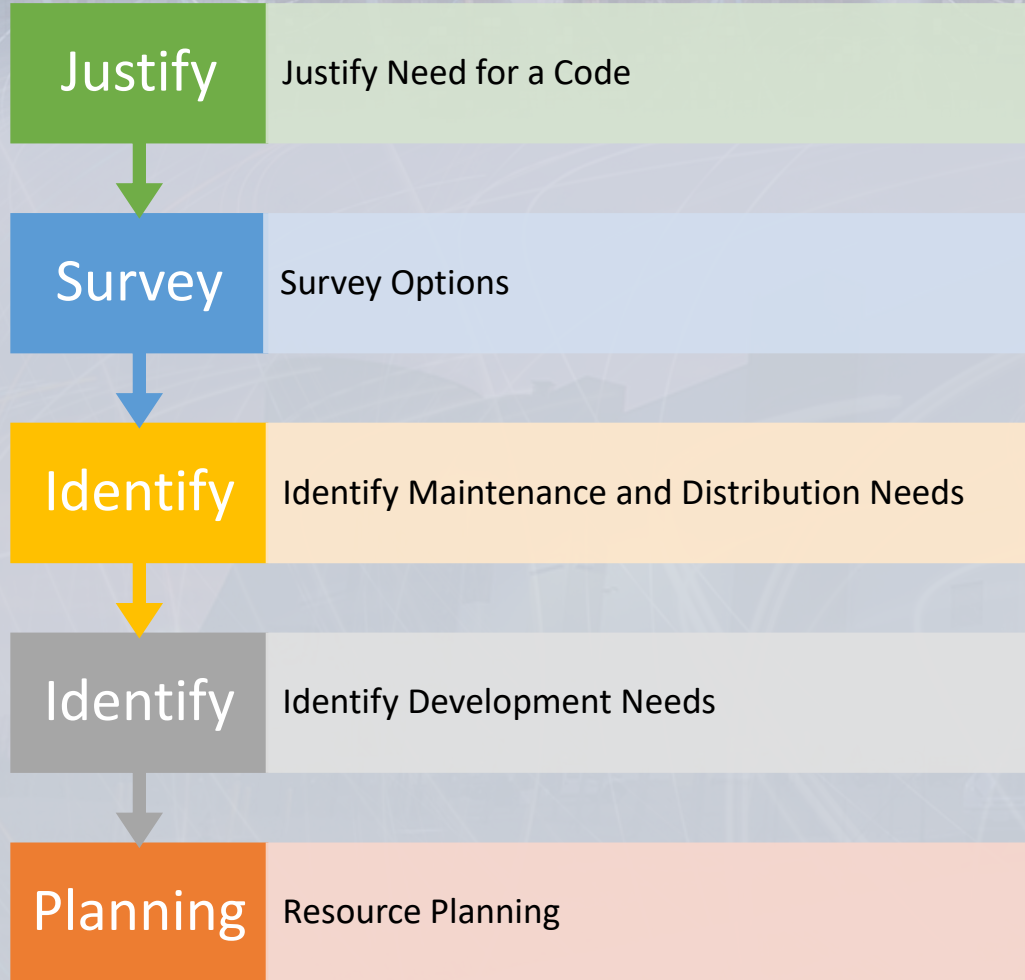 Justify
Justify Need for a Code
Survey
Survey Options
Identify
Identify Maintenance and Distribution Needs
Identify
Identify Development Needs
Planning
Resource Planning